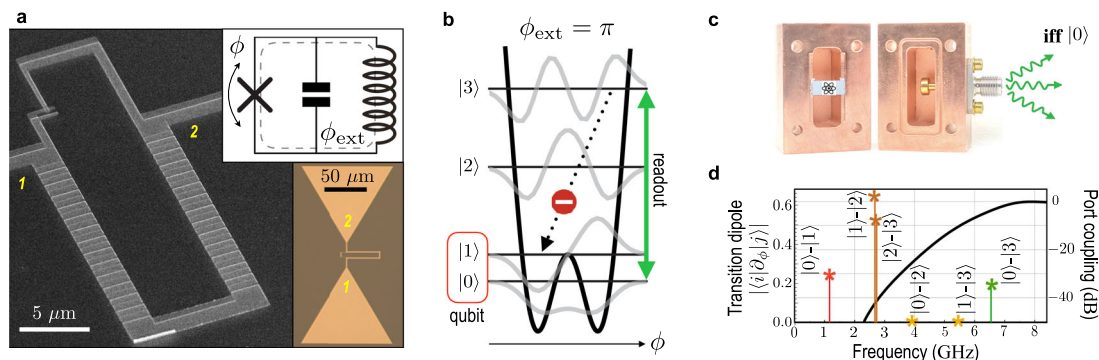 a
ϕ
ϕext
2
1
5 μm
50 μm
2
1
b
ϕext = π
|3⟩
|2⟩
|1⟩
|0⟩
qubit
readout
ϕ
c
iff |0⟩
d
Transition dipole
|⟨i|∂ϕ|j⟩|
0.6
0.4
0.2
0.0
|0⟩-|1⟩
|1⟩-|2⟩
|2⟩-|3⟩
|0⟩-|2⟩
|1⟩-|3⟩
|0⟩-|3⟩
0
-20
-40
Port coupling (dB)
0 1 2 3 4 5 6 7 8
Frequency (GHz)